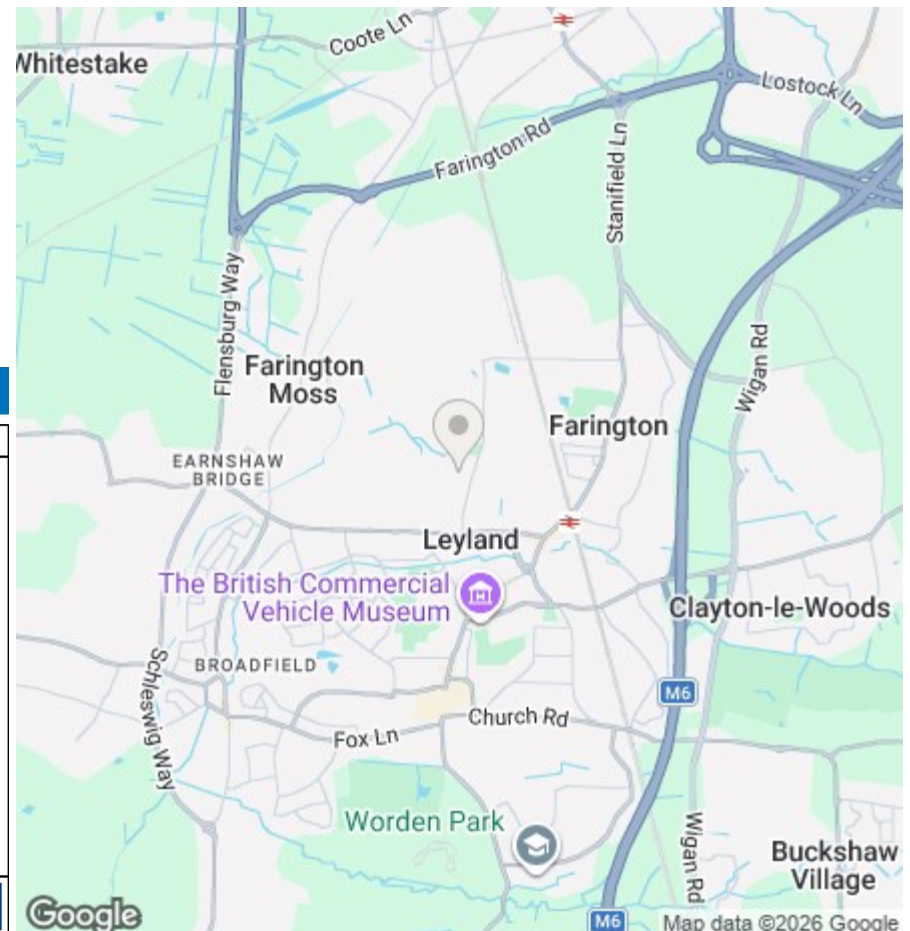 Coote Ln
Whitestake
Lostock Ln
Farington Rd
Stanifield Ln
Flensburg Way
Wigan Rd
Farington
Moss
Farington
EARNSHAW
BRIDGE
Leyland
The British Commercial
Vehicle Museum
Clayton-le-Woods
BROADFIELD
Schleswig Way
M6
Church Rd
Fox Ln
Worden Park
Wigan Rd
Buckshaw
Village
Google
M6
Map data ©2026 Google